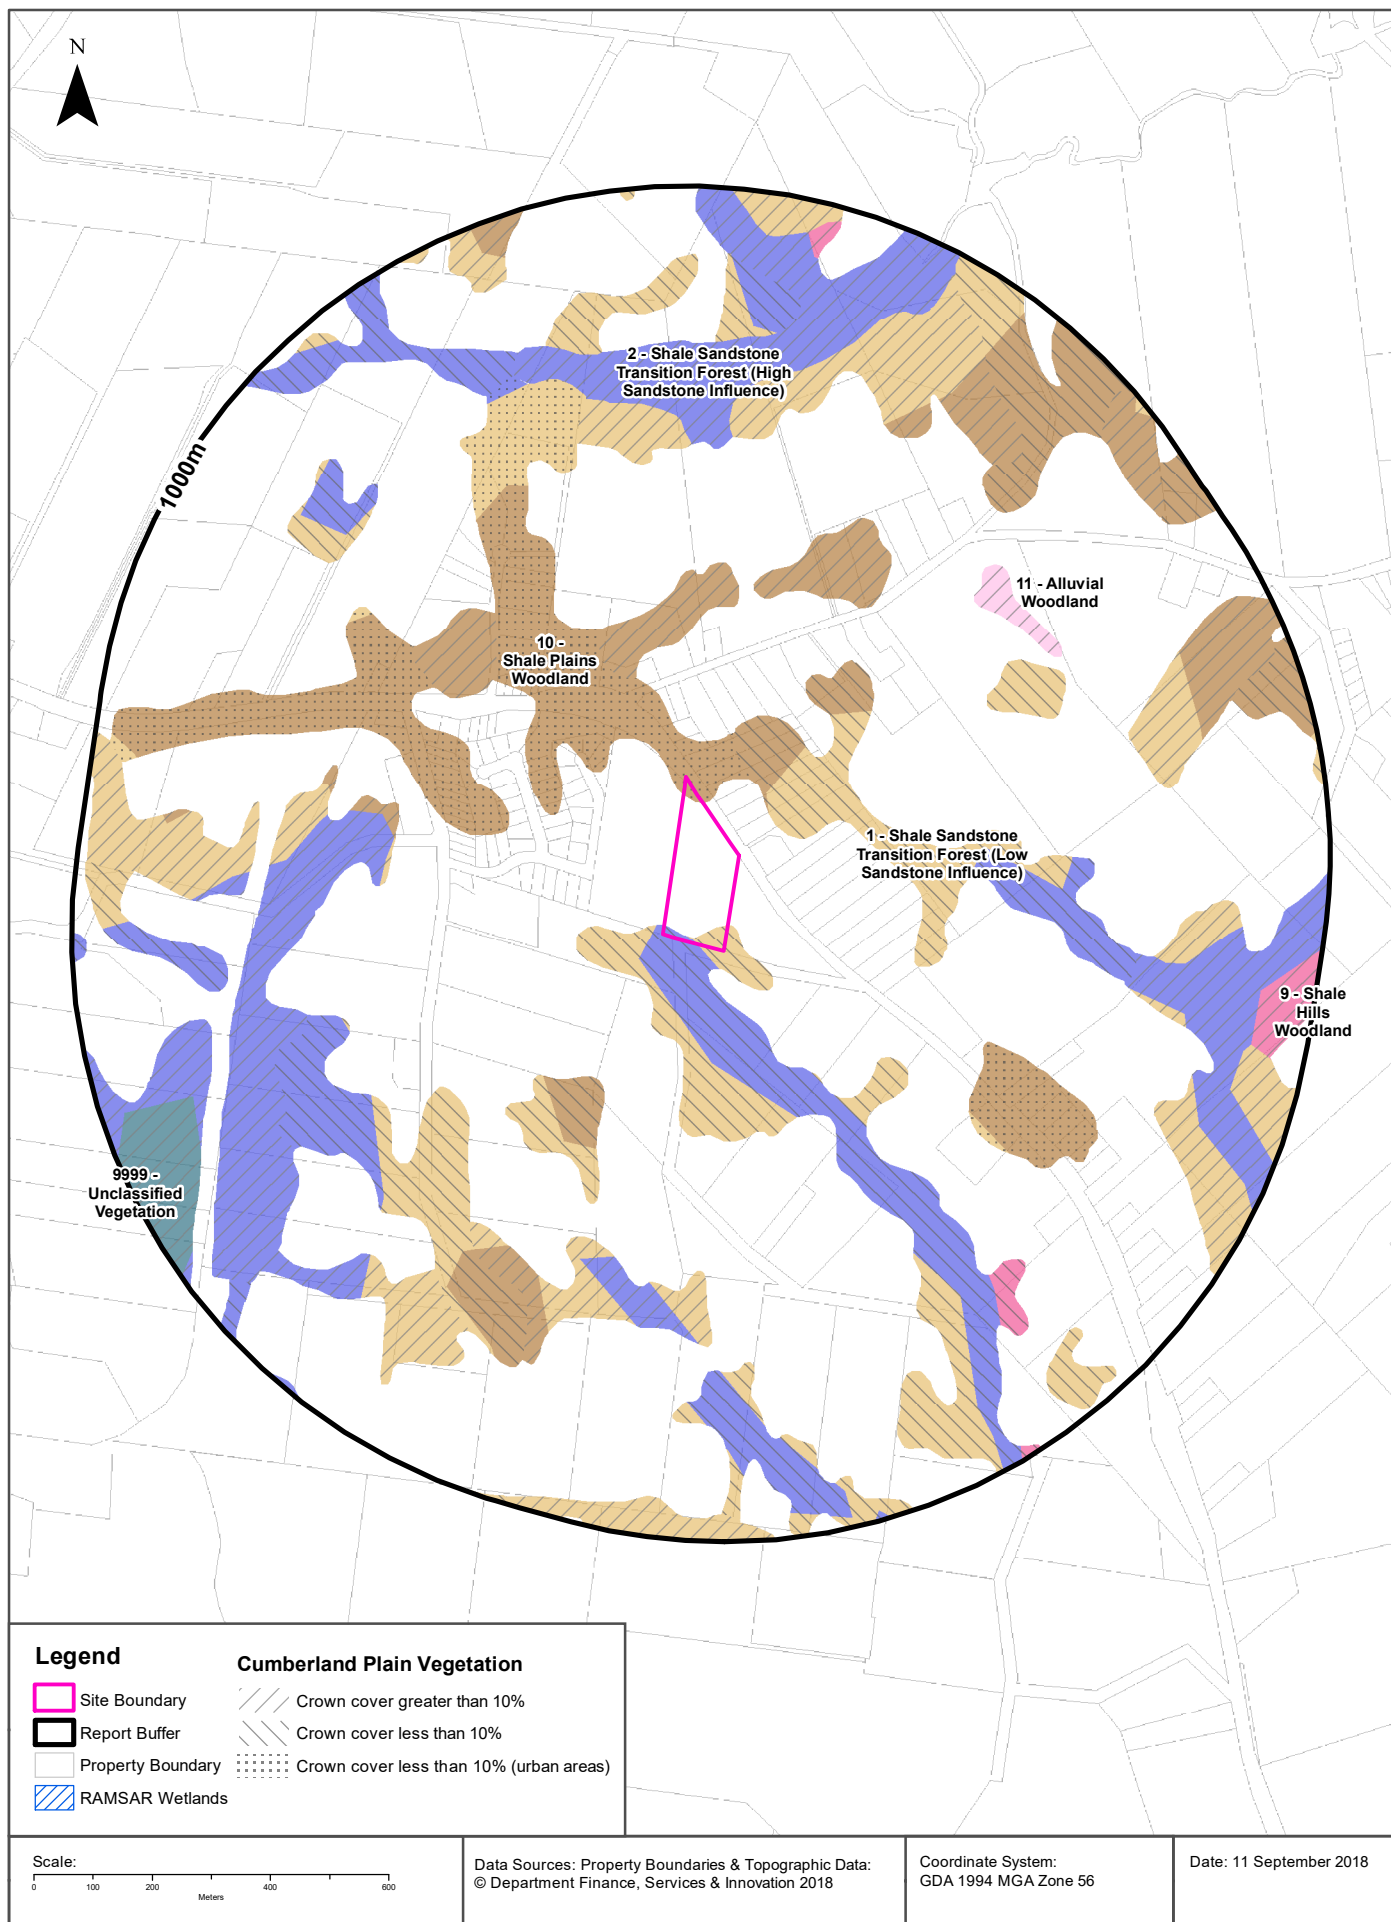 N
1000m
2 - Shale Sandstone
Transition Forest (High
Sandstone Influence)
11 - Alluvial
Woodland
10 -
Shale Plains
Woodland
1 - Shale Sandstone
Transition Forest (Low
Sandstone Influence)
9 - Shale
Hills
Woodland
9999 -
Unclassified
Vegetation
Legend
Site Boundary
Report Buffer
Property Boundary
RAMSAR Wetlands
Cumberland Plain Vegetation
Crown cover greater than 10%
Crown cover less than 10%
Crown cover less than 10% (urban areas)
Scale:
0 100 200 400 600
Meters
Data Sources: Property Boundaries & Topographic Data:
© Department Finance, Services & Innovation 2018
Coordinate System:
GDA 1994 MGA Zone 56
Date: 11 September 2018